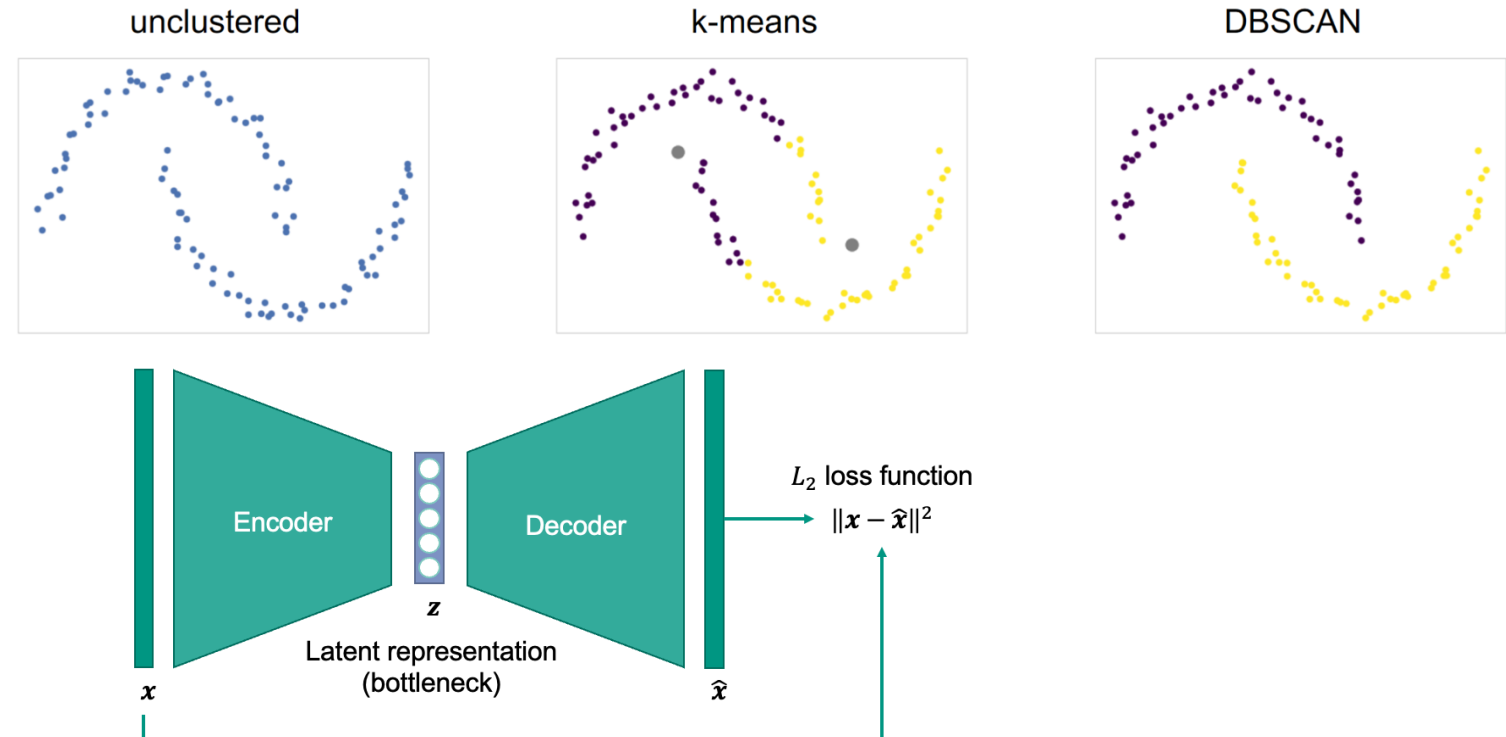 unclustered
k-means
DBSCAN
Encoder
Decoder
z
Latent representation
(bottleneck)
x
x̂
L₂ loss function
‖x − x̂‖²